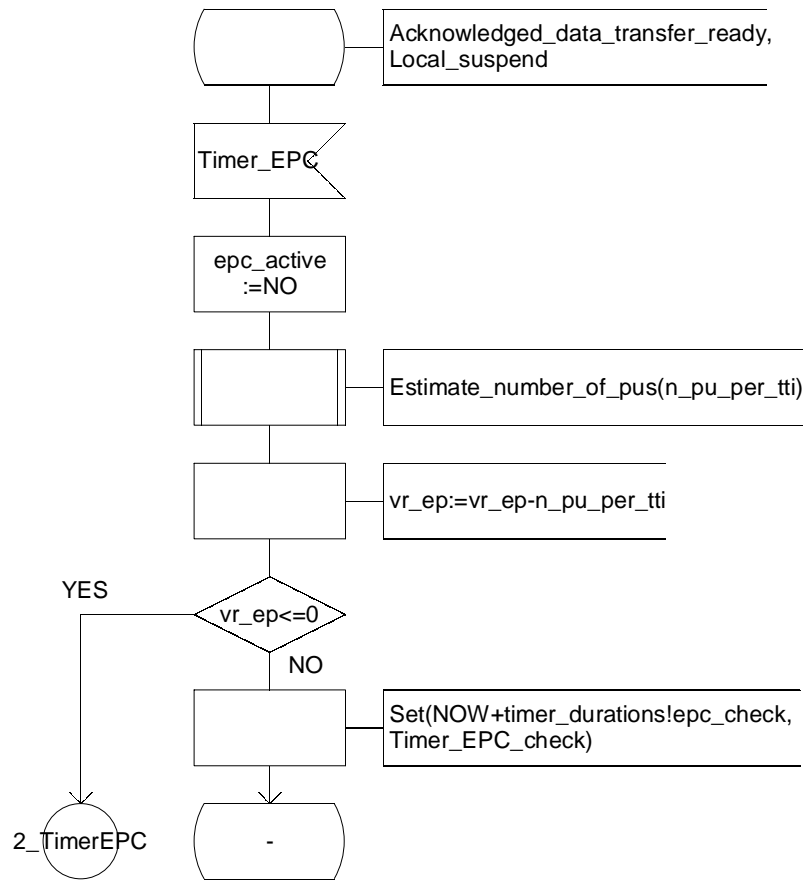 Acknowledged_data_transfer_ready,
Local_suspend
Timer_EPC
epc_active
:=NO
Estimate_number_of_pus(n_pu_per_tti)
vr_ep:=vr_ep-n_pu_per_tti
YES
vr_ep<=0
NO
Set(NOW+timer_durations!epc_check,
Timer_EPC_check)
2_TimerEPC
-